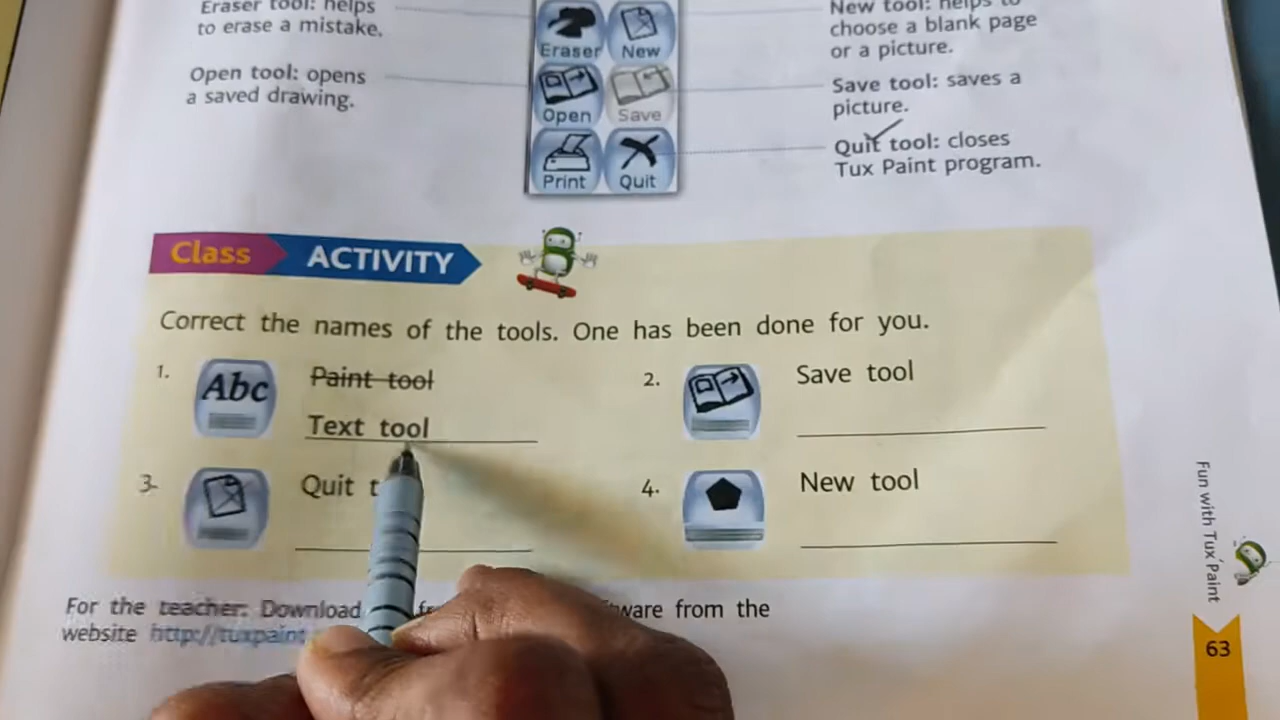 Eraser tool: helps
to erase a mistake.
Open tool: opens
a saved drawing.
Eraser
New
Open
Save
Print
Quit
New tool: helps to
choose a blank page
or a picture.
Save tool: saves a
picture.
Quit tool: closes
Tux Paint program.
Class ACTIVITY
Correct the names of the tools. One has been done for you.
1. Abc Paint tool
Text tool
2. Save tool
3. Quit
4. New tool
For the teacher: Download
from the
website http://tuxpaint
Fun with Tux Paint
63